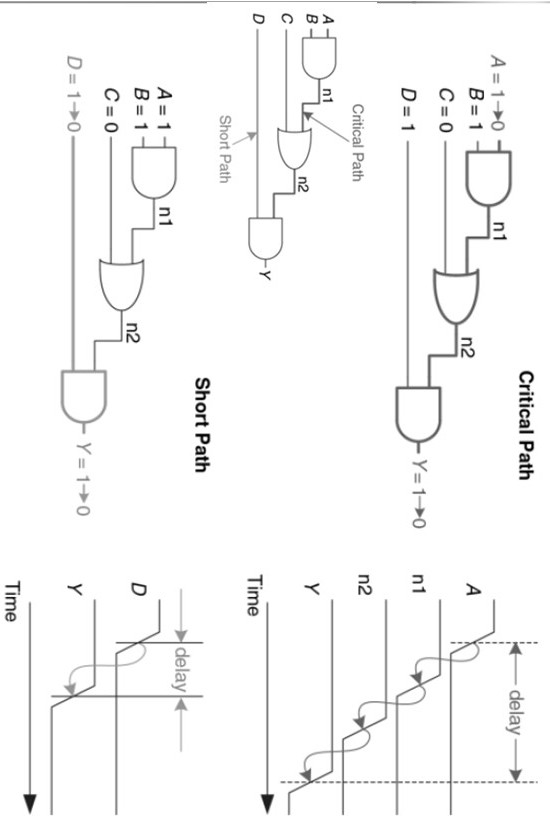 Critical Path
A = 1→0
B = 1
C = 0
D = 1
n1
n2
Y = 1→0
A
n1
n2
Y
Time
delay
A
B
C
D
n1
n2
Y
Critical Path
Short Path
Short Path
A = 1
B = 1
C = 0
D = 1→0
n1
n2
Y = 1→0
D
Y
Time
delay